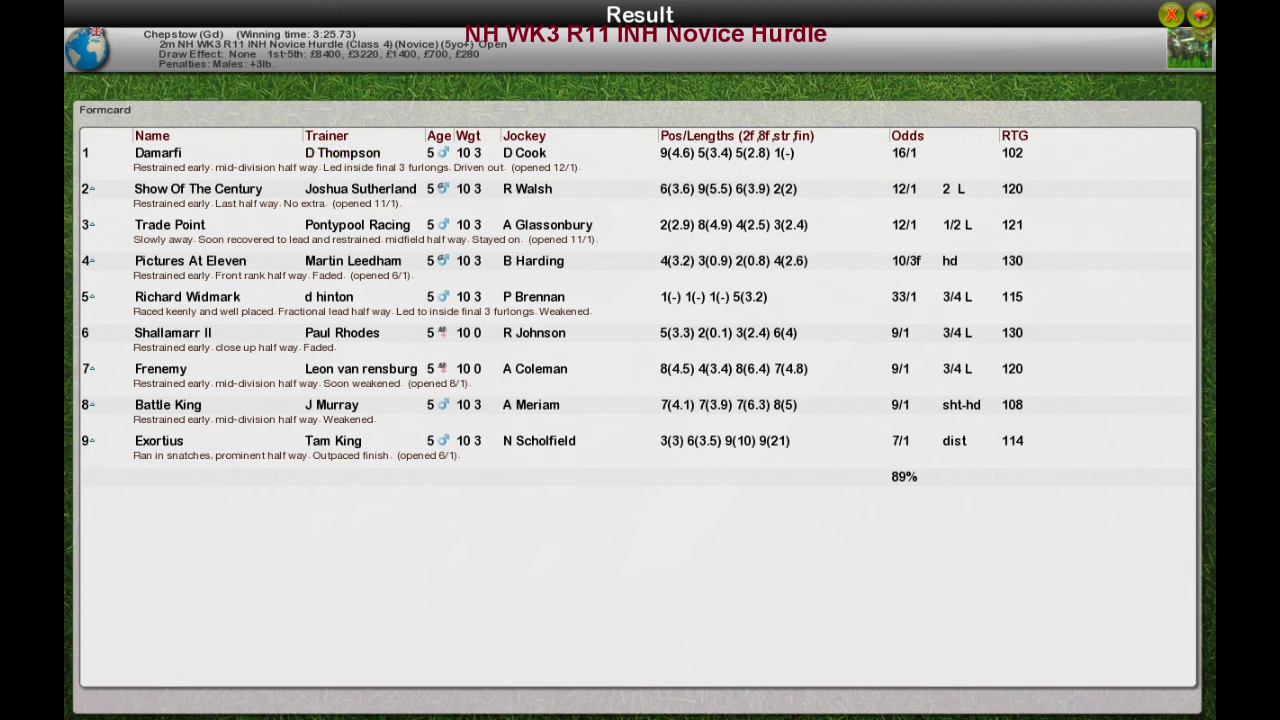 Result
NH WK3 R11 INH Novice Hurdle
Chepstow (Gd) (Winning time: 3:25.73)
2m NH WK3 R11 INH Novice Hurdle (Class 4) (Novice) (5yo+) Open
Draw Effect: None 1st-5th: £8400, £3220, £1400, £700, £280
Penalties: Males: +3lb.
Formcard
Name Trainer Age Wgt Jockey Pos/Lengths (2f,8f,str,fin) Odds RTG
1 Damarfi D Thompson 5 10 3 D Cook 9(4.6) 5(3.4) 5(2.8) 1(-) 16/1 102
Restrained early. mid-division half way. Led inside final 3 furlongs. Driven out. (opened 12/1).
2 Show Of The Century Joshua Sutherland 5 10 3 R Walsh 6(3.6) 9(5.5) 6(3.9) 2(2) 12/1 2 L 120
Restrained early. Last half way. No extra. (opened 11/1).
3 Trade Point Pontypool Racing 5 10 3 A Glassonbury 2(2.9) 8(4.9) 4(2.5) 3(2.4) 12/1 1/2 L 121
Slowly away. Soon recovered to lead and restrained. midfield half way. Stayed on. (opened 11/1).
4 Pictures At Eleven Martin Leedham 5 10 3 B Harding 4(3.2) 3(0.9) 2(0.8) 4(2.6) 10/3f hd 130
Restrained early. Front rank half way. Faded. (opened 6/1).
5 Richard Widmark d hinton 5 10 3 P Brennan 1(-) 1(-) 1(-) 5(3.2) 33/1 3/4 L 115
Raced keenly and well placed. Fractional lead half way. Led to inside final 3 furlongs. Weakened.
6 Shallamarr II Paul Rhodes 5 10 0 R Johnson 5(3.3) 2(0.1) 3(2.4) 6(4) 9/1 3/4 L 130
Restrained early. close up half way. Faded.
7 Frenemy Leon van rensburg 5 10 0 A Coleman 8(4.5) 4(3.4) 8(6.4) 7(4.8) 9/1 3/4 L 120
Restrained early. mid-division half way. Soon weakened. (opened 8/1).
8 Battle King J Murray 5 10 3 A Meriam 7(4.1) 7(3.9) 7(6.3) 8(5) 9/1 sht-hd 108
Restrained early. mid-division half way. Weakened.
9 Exortius Tam King 5 10 3 N Scholfield 3(3) 6(3.5) 9(10) 9(21) 7/1 dist 114
Ran in snatches, prominent half way. Outpaced finish. (opened 6/1).
89%